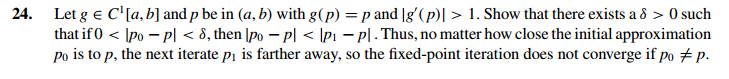 24. Let g ∈ C¹[a, b] and p be in (a, b) with g(p) = p and |g′(p)| > 1. Show that there exists a δ > 0 such
that if 0 < |p₀ − p| < δ, then |p₀ − p| < |p₁ − p|. Thus, no matter how close the initial approximation
p₀ is to p, the next iterate p₁ is farther away, so the fixed-point iteration does not converge if p₀ ≠ p.